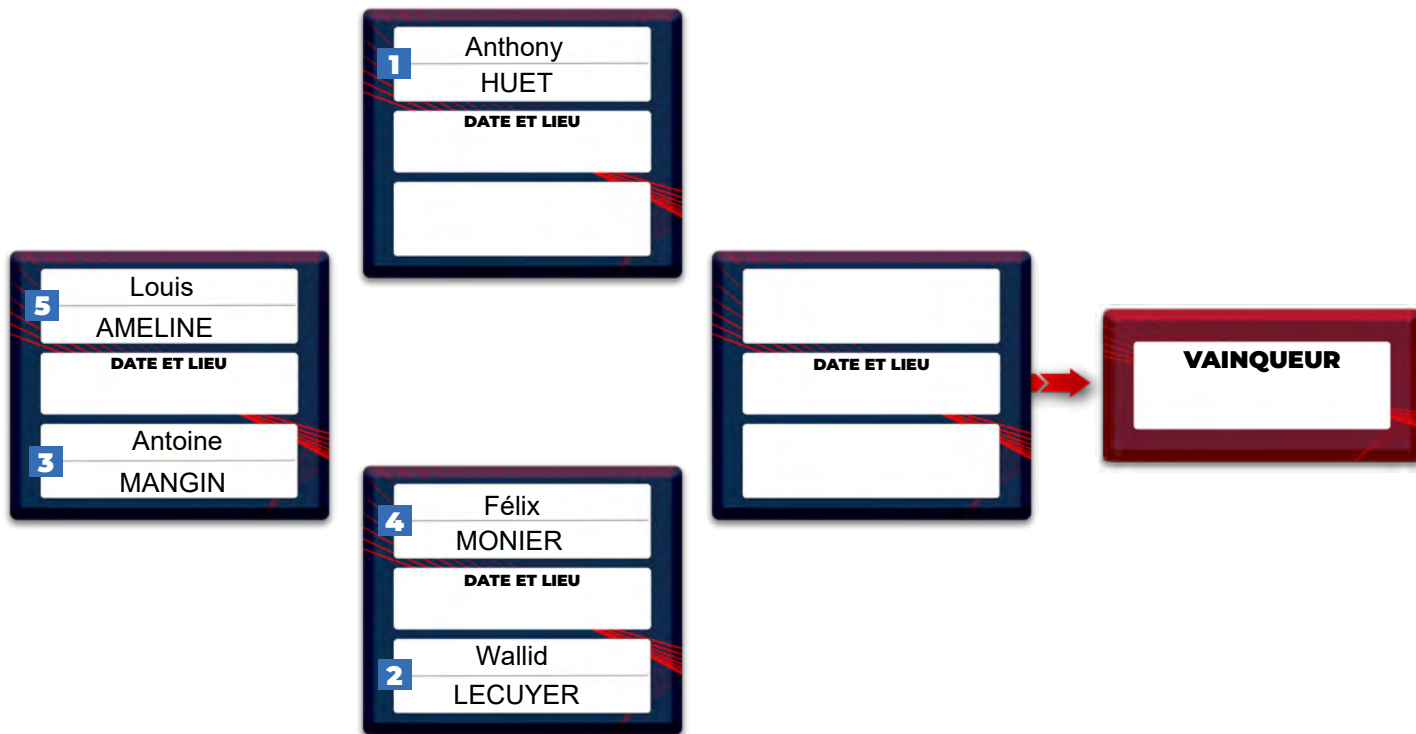 5
Louis
AMELINE
DATE ET LIEU
3
Antoine
MANGIN
1
Anthony
HUET
DATE ET LIEU
4
Félix
MONIER
DATE ET LIEU
2
Wallid
LECUYER
DATE ET LIEU
VAINQUEUR